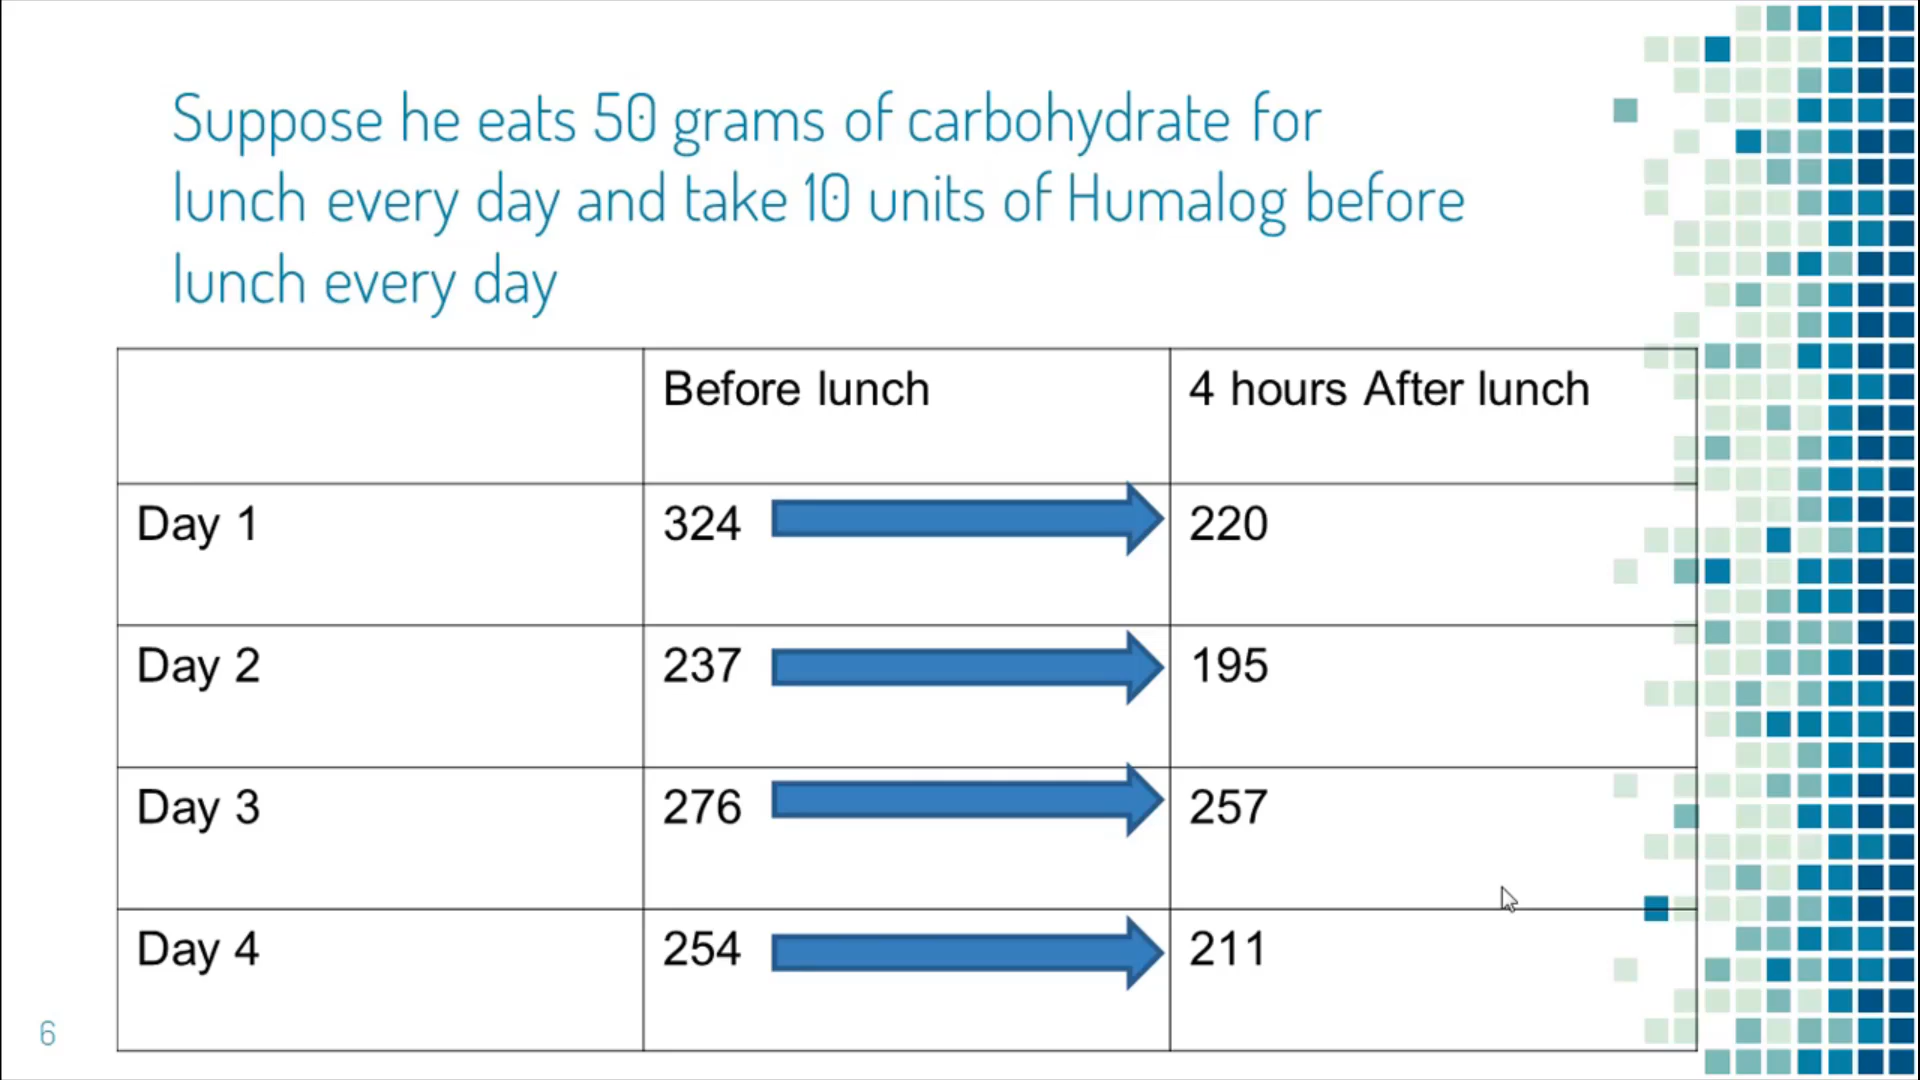 Suppose he eats 50 grams of carbohydrate for
lunch every day and take 10 units of Humalog before
lunch every day
Before lunch 4 hours After lunch
Day 1 324 220
Day 2 237 195
Day 3 276 257
Day 4 254 211
6